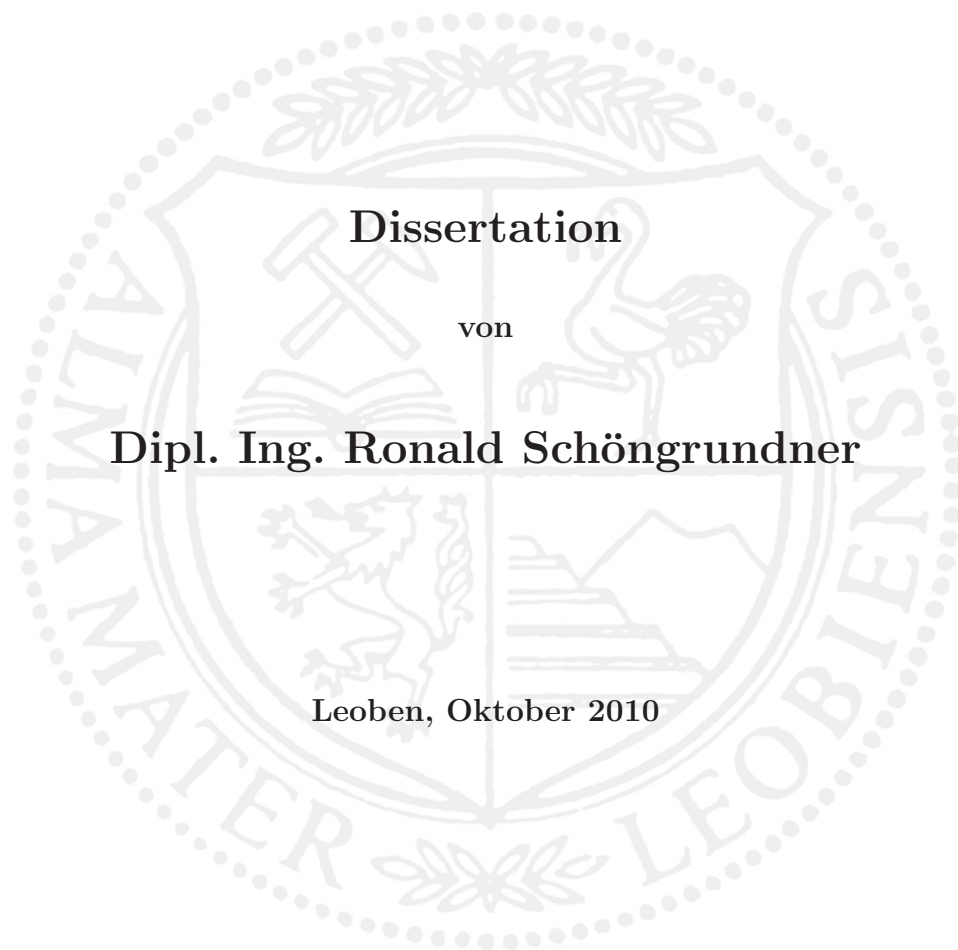 Dissertation
von
Dipl. Ing. Ronald Schöngrundner
Leoben, Oktober 2010
ALMA MATER LEOBIENSIS